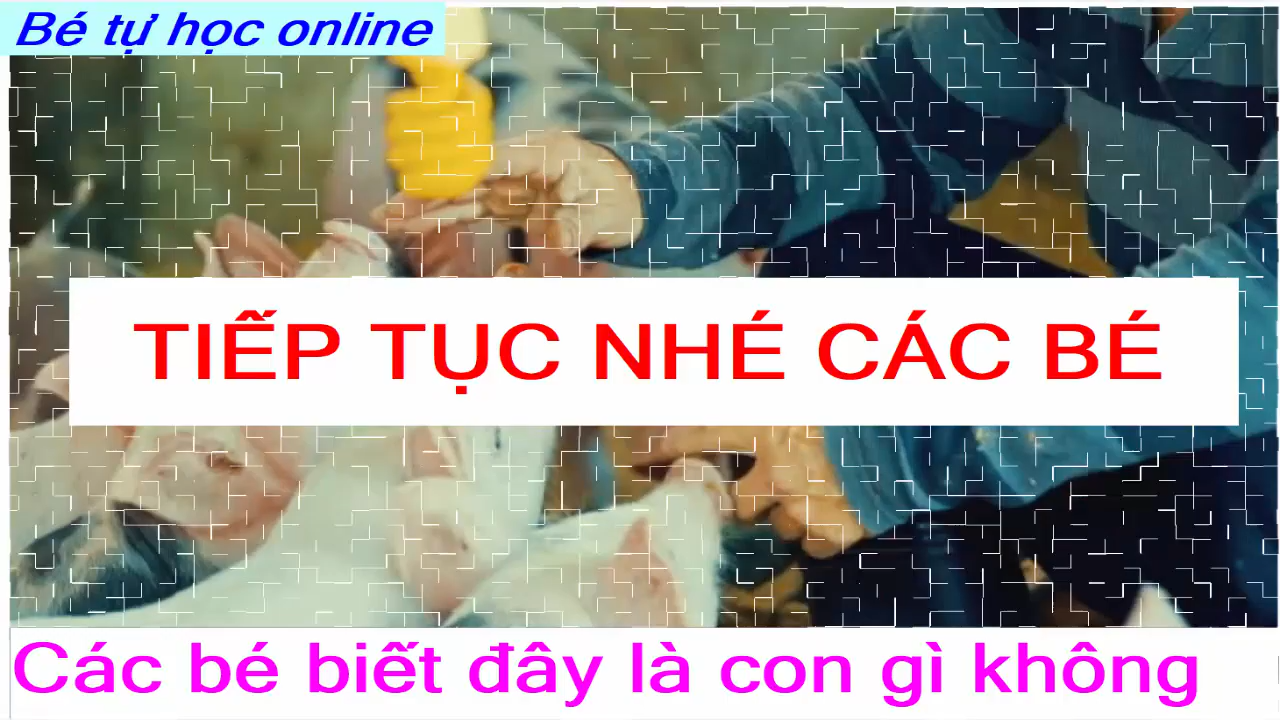 Bé tự học online
TIẾP TỤC NHÉ CÁC BÉ
Các bé biết đây là con gì không